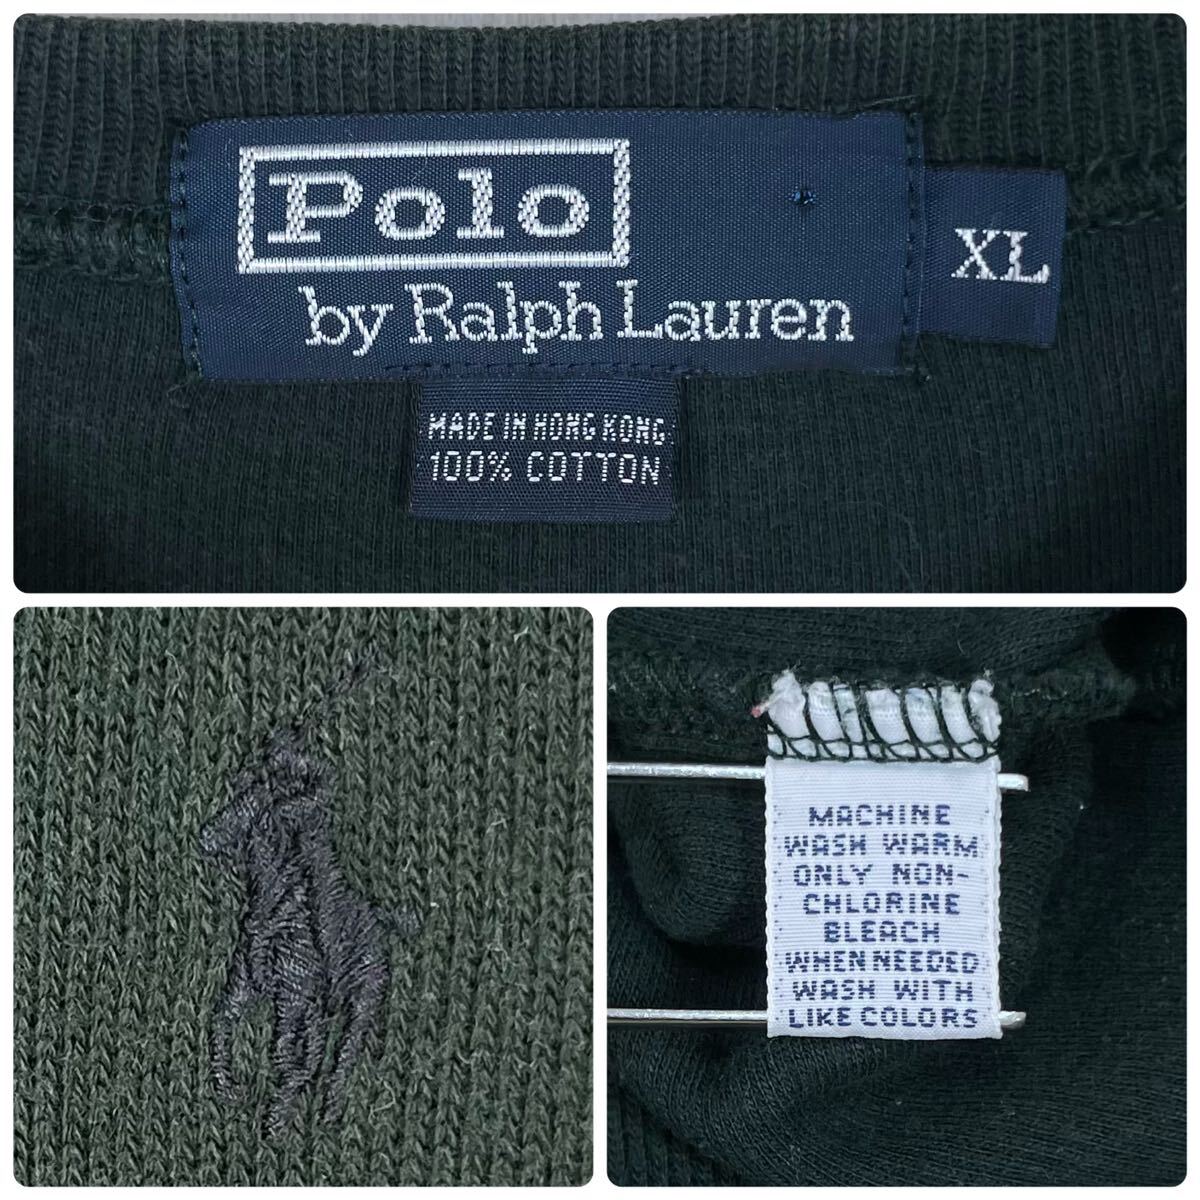 Polo
by Ralph Lauren
XL
MADE IN HONG KONG
100% COTTON
MACHINE
WASH WARM
ONLY NON-
CHLORINE
BLEACH
WHEN NEEDED
WASH WITH
LIKE COLORS